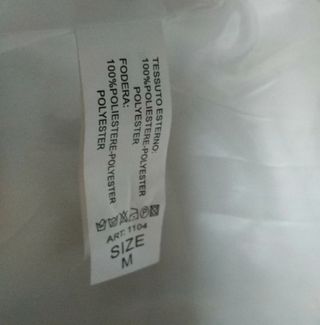 TESSUTO ESTERNO:
100%POLIESTERE-POLYESTER
POLYESTER
FODERA:
100%POLIESTERE-POLYESTER
POLYESTER
ART: 1104
SIZE
M